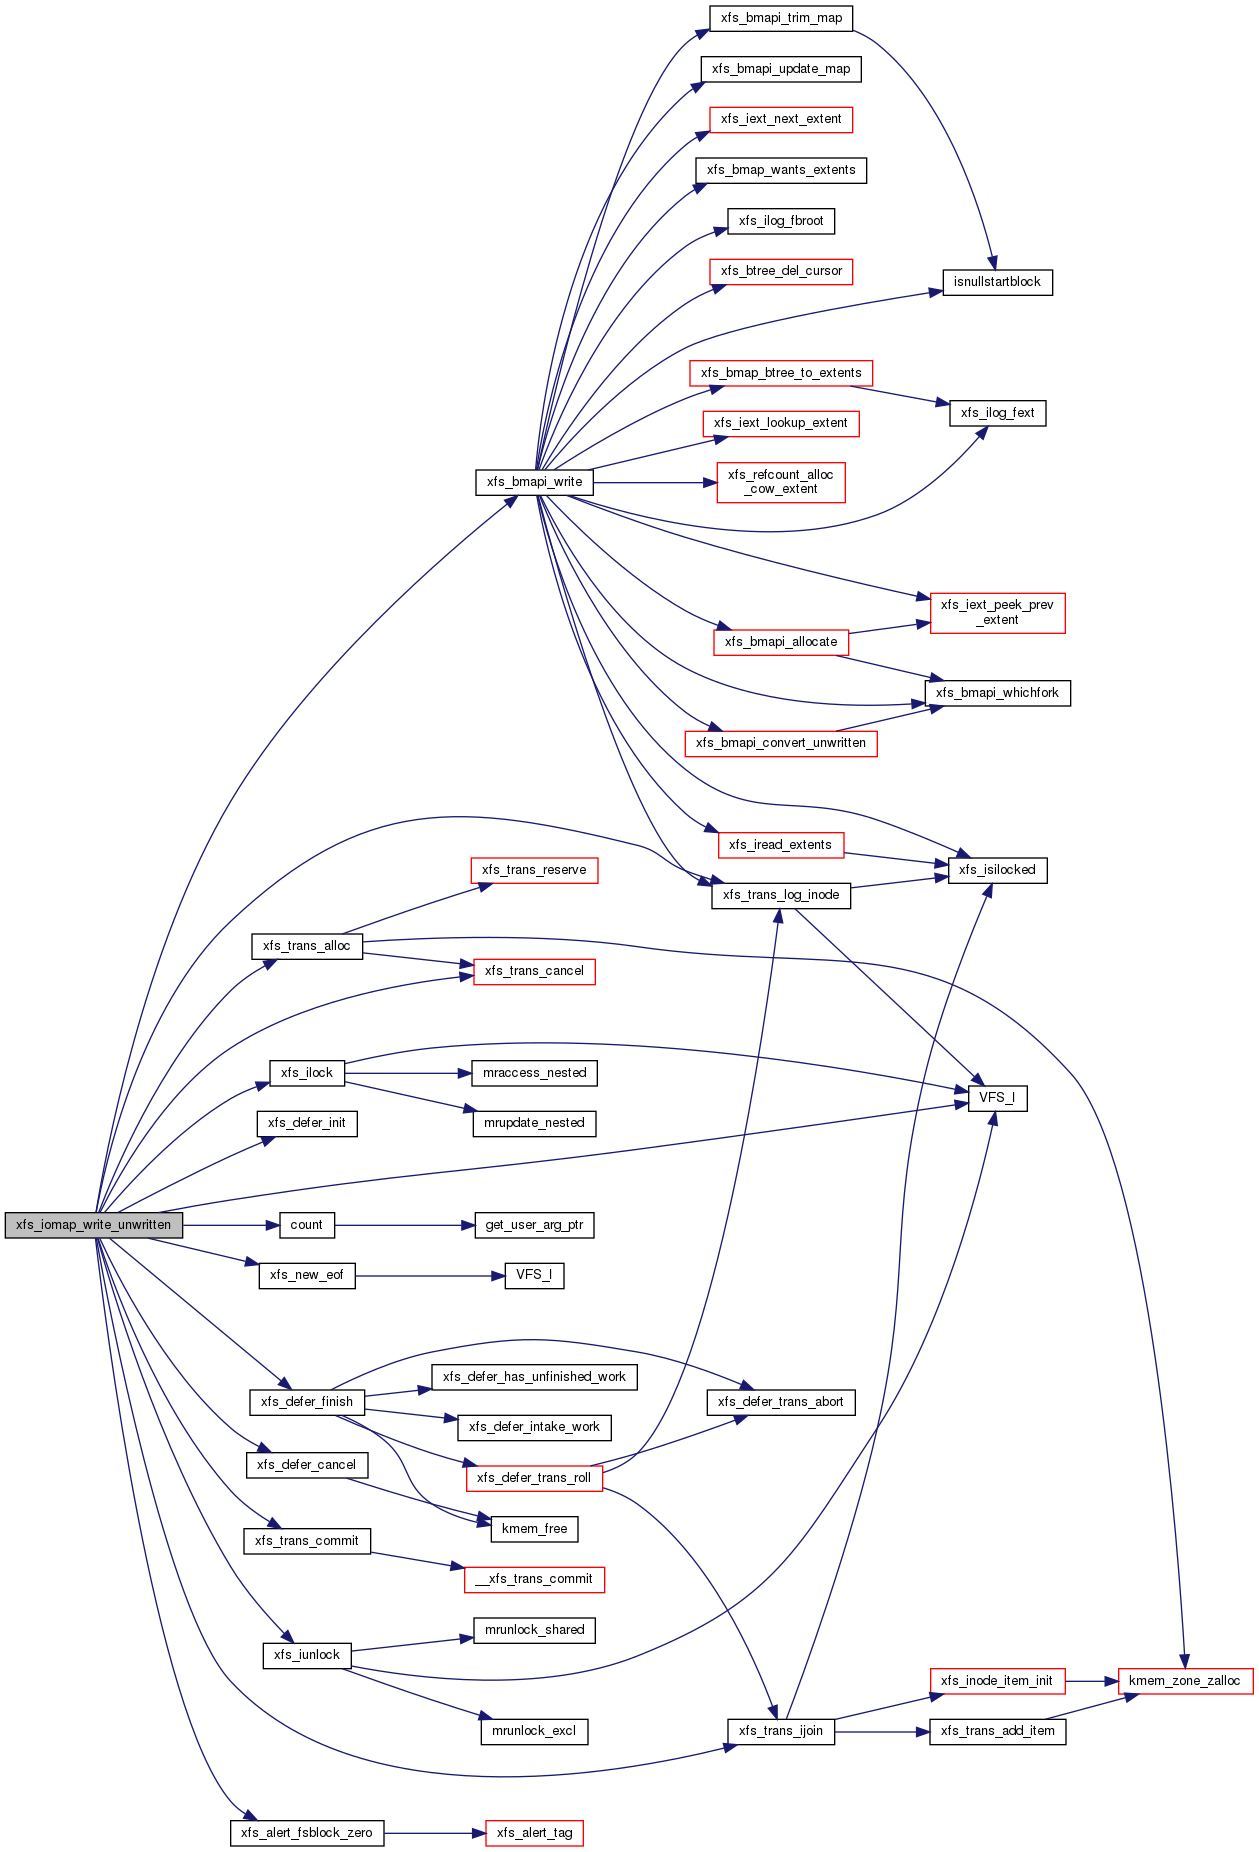 xfs_bmapi_trim_map
xfs_bmapi_update_map
xfs_iext_next_extent
xfs_bmap_wants_extents
xfs_ilog_fbroot
xfs_btree_del_cursor
isnullstartblock
xfs_bmap_btree_to_extents
xfs_ilog_fext
xfs_iext_lookup_extent
xfs_bmapi_write
xfs_refcount_alloc
_cow_extent
xfs_iext_peek_prev
_extent
xfs_bmapi_allocate
xfs_bmapi_whichfork
xfs_bmapi_convert_unwritten
xfs_iread_extents
xfs_trans_reserve
xfs_isilocked
xfs_trans_log_inode
xfs_trans_alloc
xfs_trans_cancel
xfs_ilock
mraccess_nested
VFS_I
xfs_defer_init
mrupdate_nested
xfs_iomap_write_unwritten
count
get_user_arg_ptr
xfs_new_eof
VFS_I
xfs_defer_has_unfinished_work
xfs_defer_finish
xfs_defer_trans_abort
xfs_defer_intake_work
xfs_defer_cancel
xfs_defer_trans_roll
kmem_free
xfs_trans_commit
__xfs_trans_commit
mrunlock_shared
xfs_iunlock
xfs_inode_item_init
kmem_zone_zalloc
mrunlock_excl
xfs_trans_ijoin
xfs_trans_add_item
xfs_alert_fsblock_zero
xfs_alert_tag